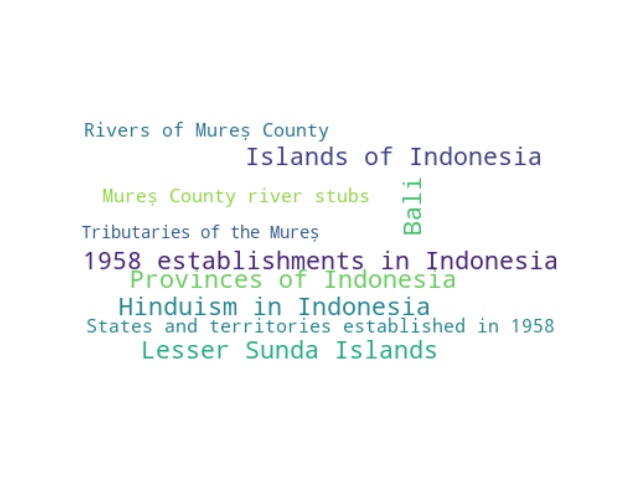 Rivers of Mureș County
Islands of Indonesia
Mureș County river stubs
Bali
Tributaries of the Mureș
1958 establishments in Indonesia
Provinces of Indonesia
Hinduism in Indonesia
States and territories established in 1958
Lesser Sunda Islands